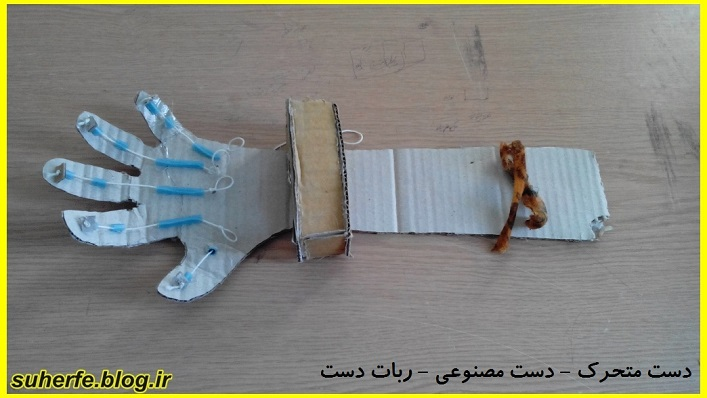 دست متحرک – دست مصنوعی – ربات دست
suherfe.blog.ir